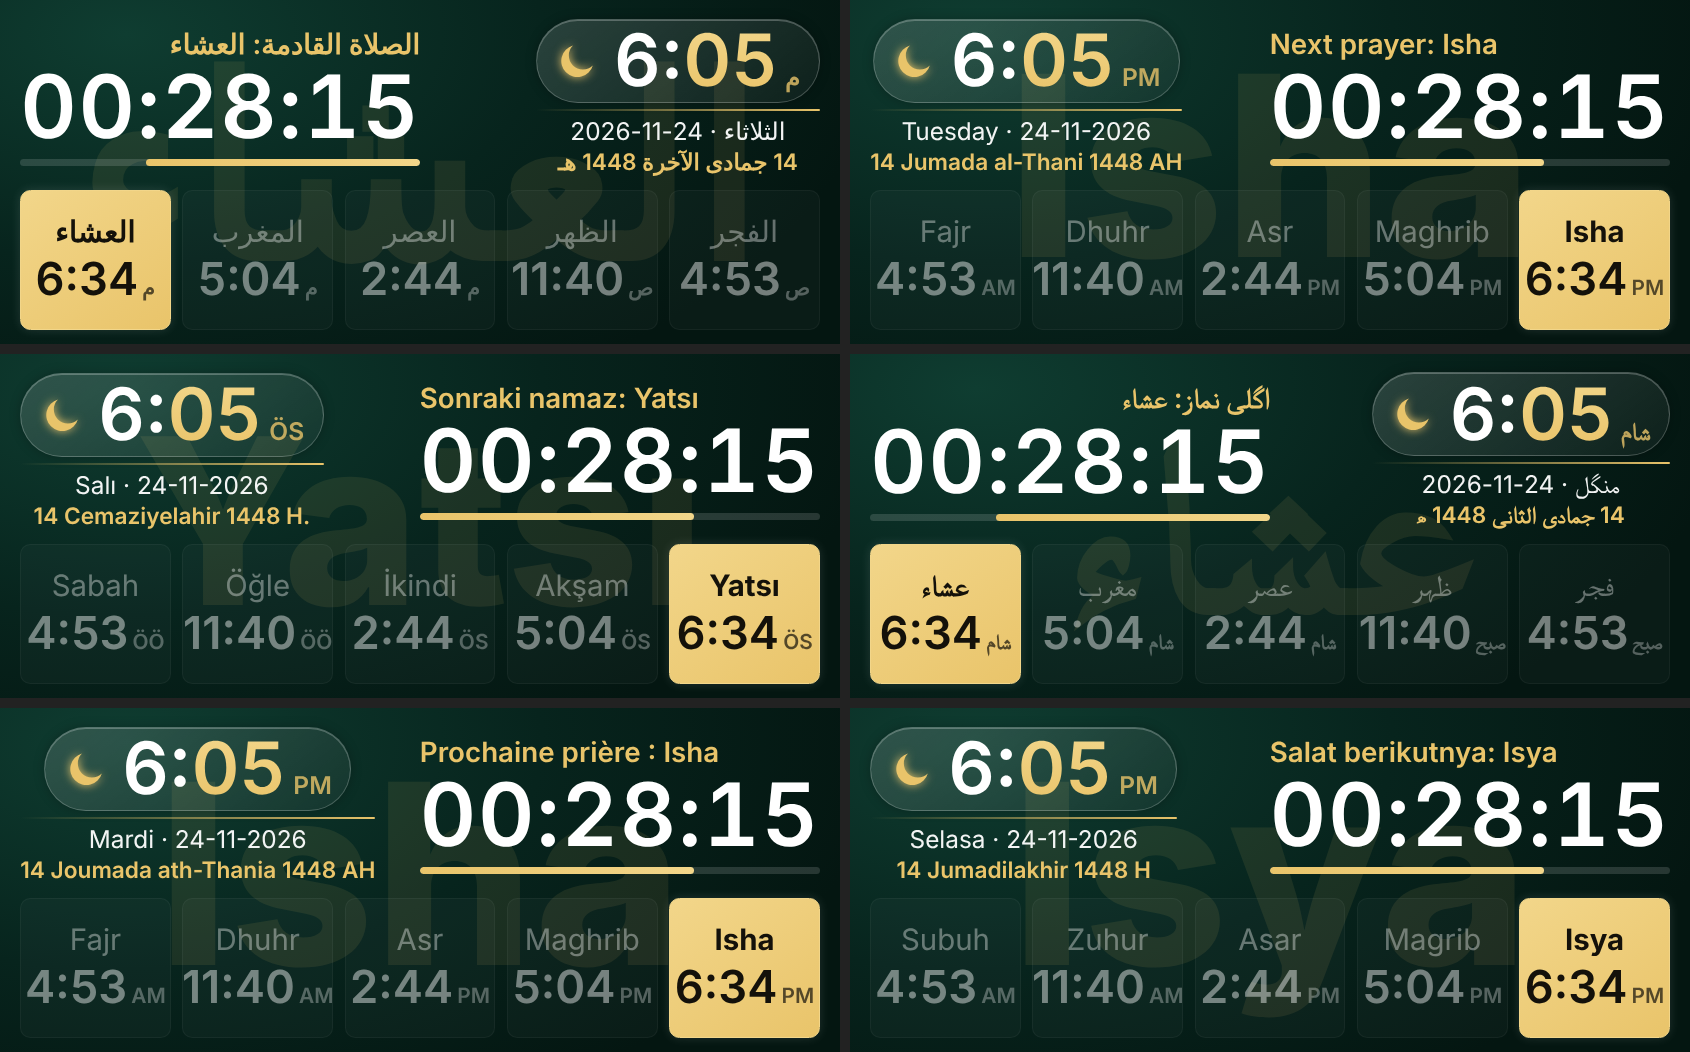 الصلاة القادمة: العشاء
00:28:15
6:05 م
الثلاثاء · 24-11-2026
14 جمادى الآخرة 1448 هـ
العشاء
الفجر
4:53 ص
الظهر
11:40 ص
العصر
2:44 م
المغرب
5:04 م
العشاء
6:34 م
6:05 PM
Tuesday · 24-11-2026
14 Jumada al-Thani 1448 AH
Next prayer: Isha
00:28:15
Isha
Fajr
4:53 AM
Dhuhr
11:40 AM
Asr
2:44 PM
Maghrib
5:04 PM
Isha
6:34 PM
6:05 ÖS
Salı · 24-11-2026
14 Cemaziyelahir 1448 H.
Sonraki namaz: Yatsı
00:28:15
Yatsı
Sabah
4:53 ÖÖ
Öğle
11:40 ÖÖ
İkindi
2:44 ÖS
Akşam
5:04 ÖS
Yatsı
6:34 ÖS
اگلی نماز: عشاء
00:28:15
6:05 شام
منگل · 24-11-2026
14 جمادی الثانی 1448 ھ
عشاء
فجر
4:53 صبح
ظہر
11:40 صبح
عصر
2:44 شام
مغرب
5:04 شام
عشاء
6:34 شام
6:05 PM
Mardi · 24-11-2026
14 Joumada ath-Thania 1448 AH
Prochaine prière : Isha
00:28:15
Isha
Fajr
4:53 AM
Dhuhr
11:40 AM
Asr
2:44 PM
Maghrib
5:04 PM
Isha
6:34 PM
6:05 PM
Selasa · 24-11-2026
14 Jumadilakhir 1448 H
Salat berikutnya: Isya
00:28:15
Isya
Subuh
4:53 AM
Zuhur
11:40 AM
Asar
2:44 PM
Magrib
5:04 PM
Isya
6:34 PM